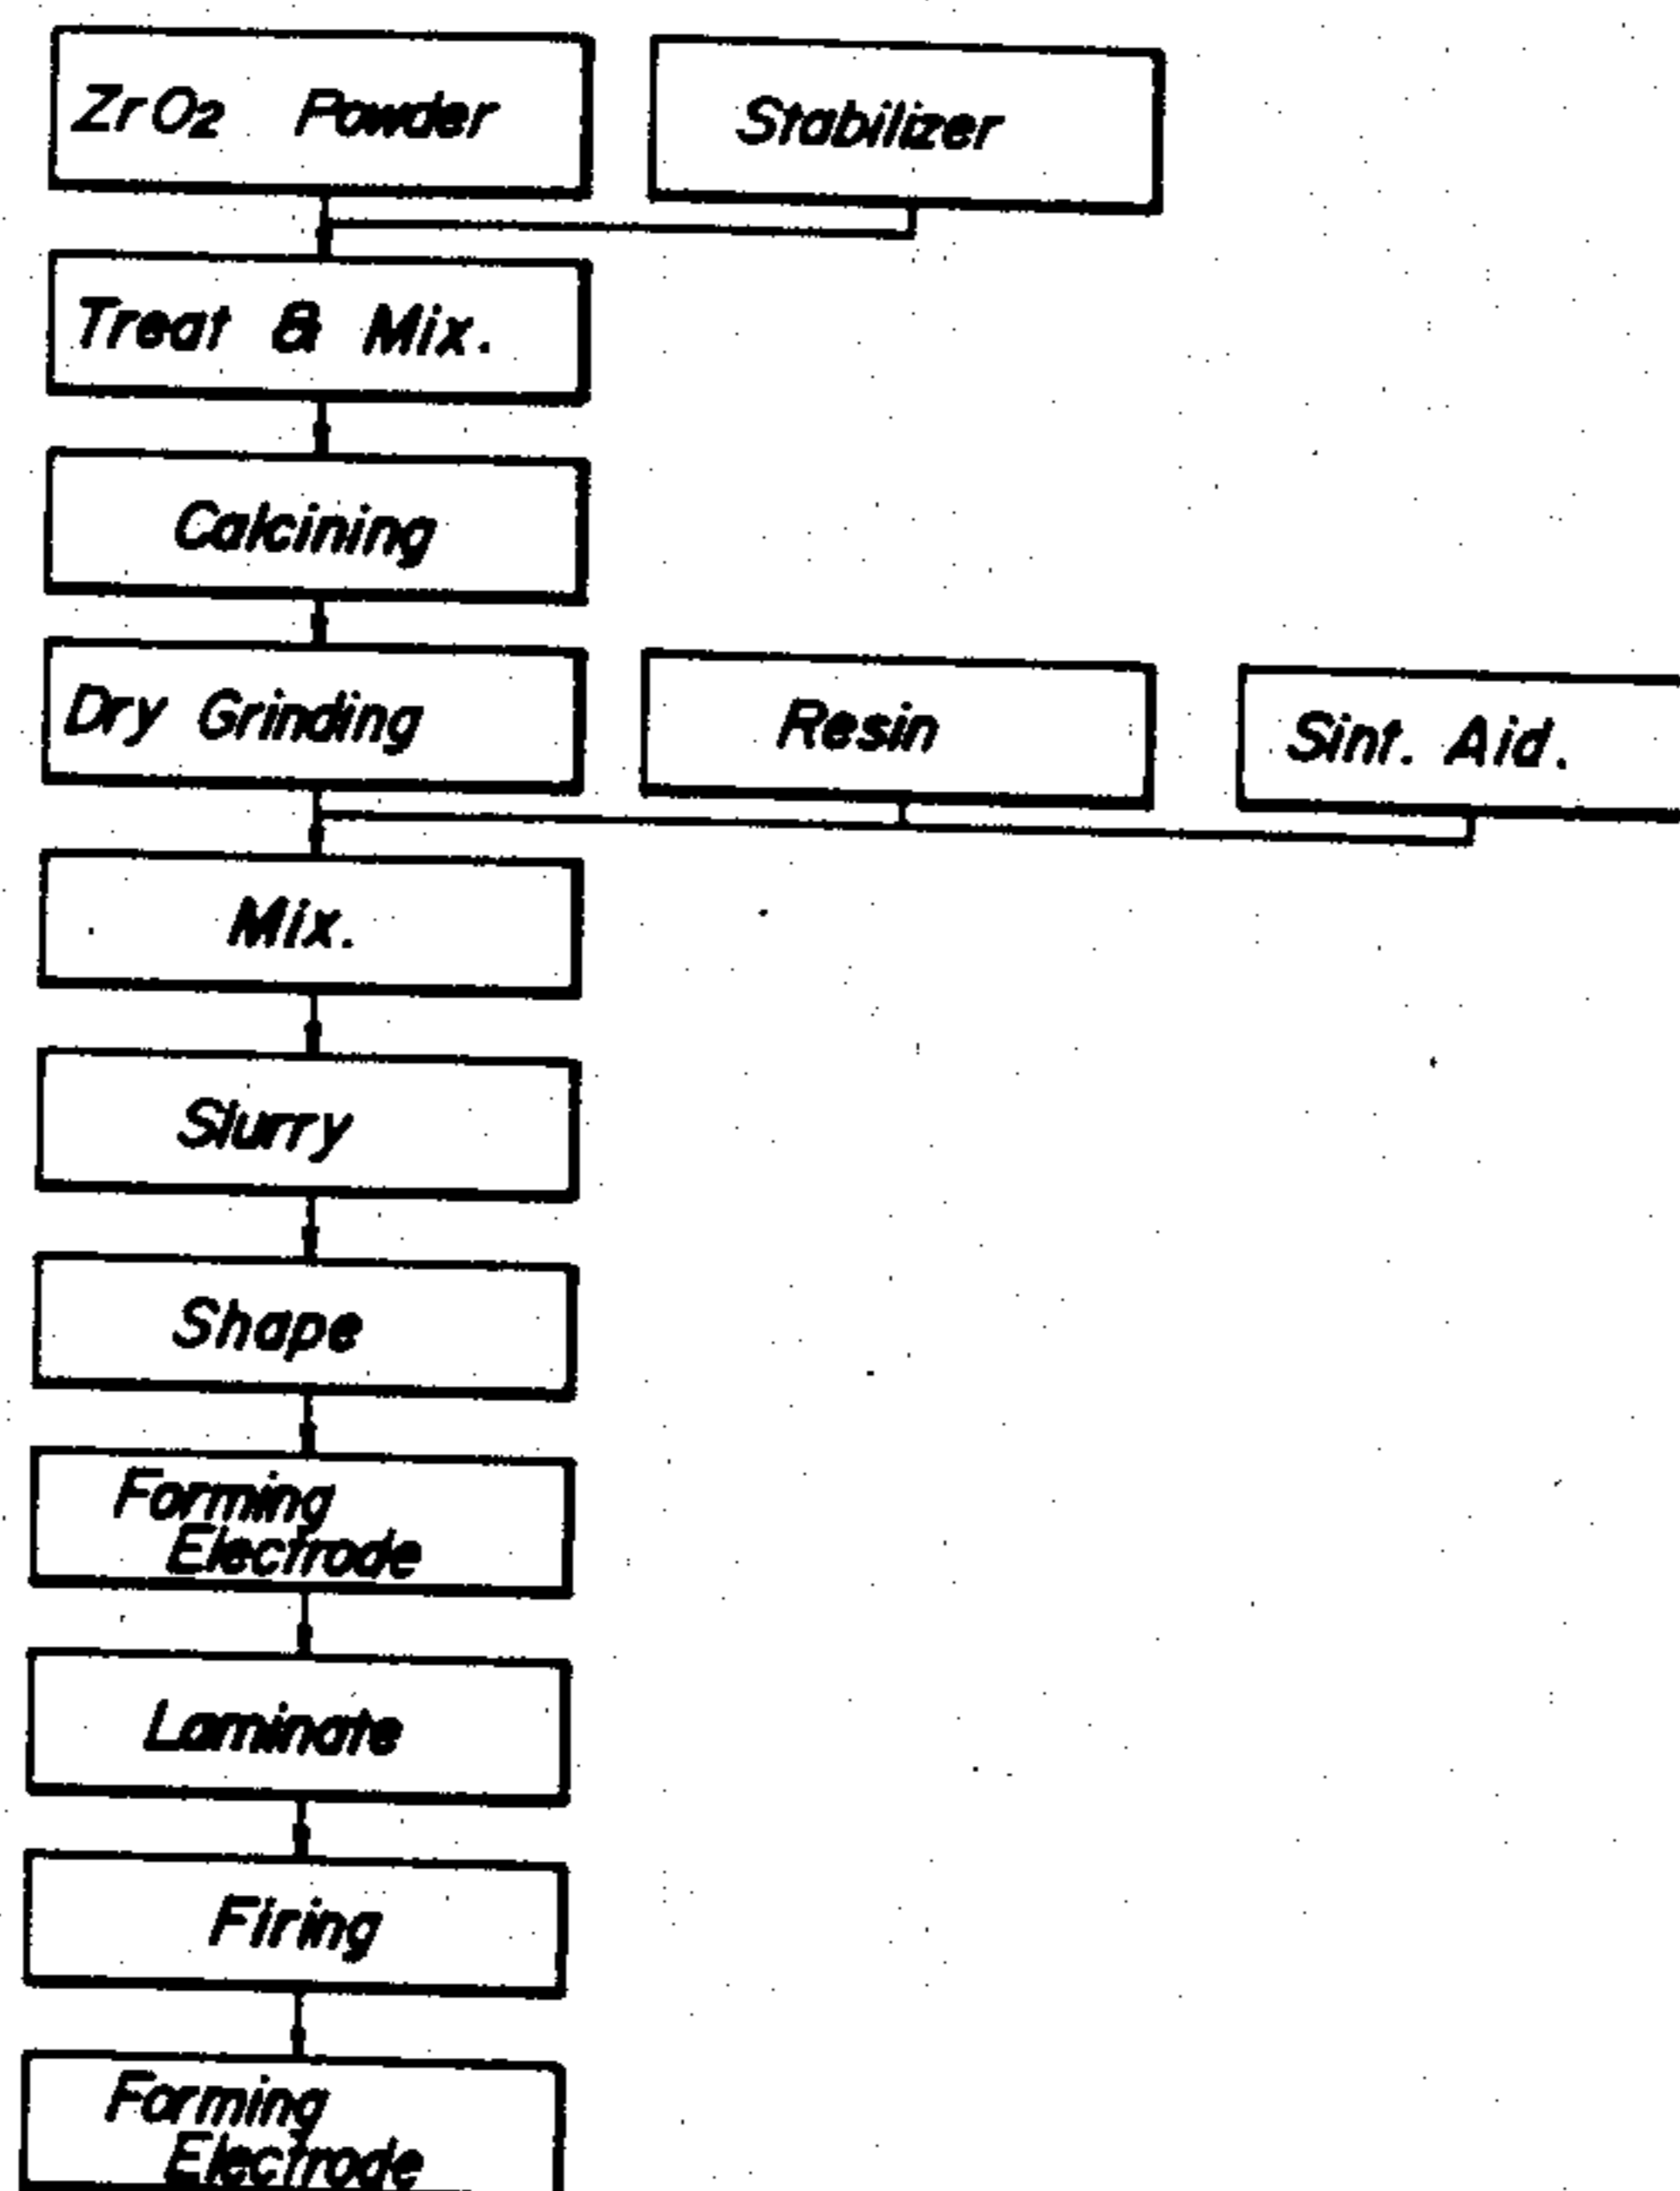 ZrO2 Powder
Stabilizer
Treat & Mix.
Calcining
Dry Grinding
Resin
Sint. Aid.
Mix.
Slurry
Shape
Forming
Electrode
Laminate
Firing
Forming
Electrode